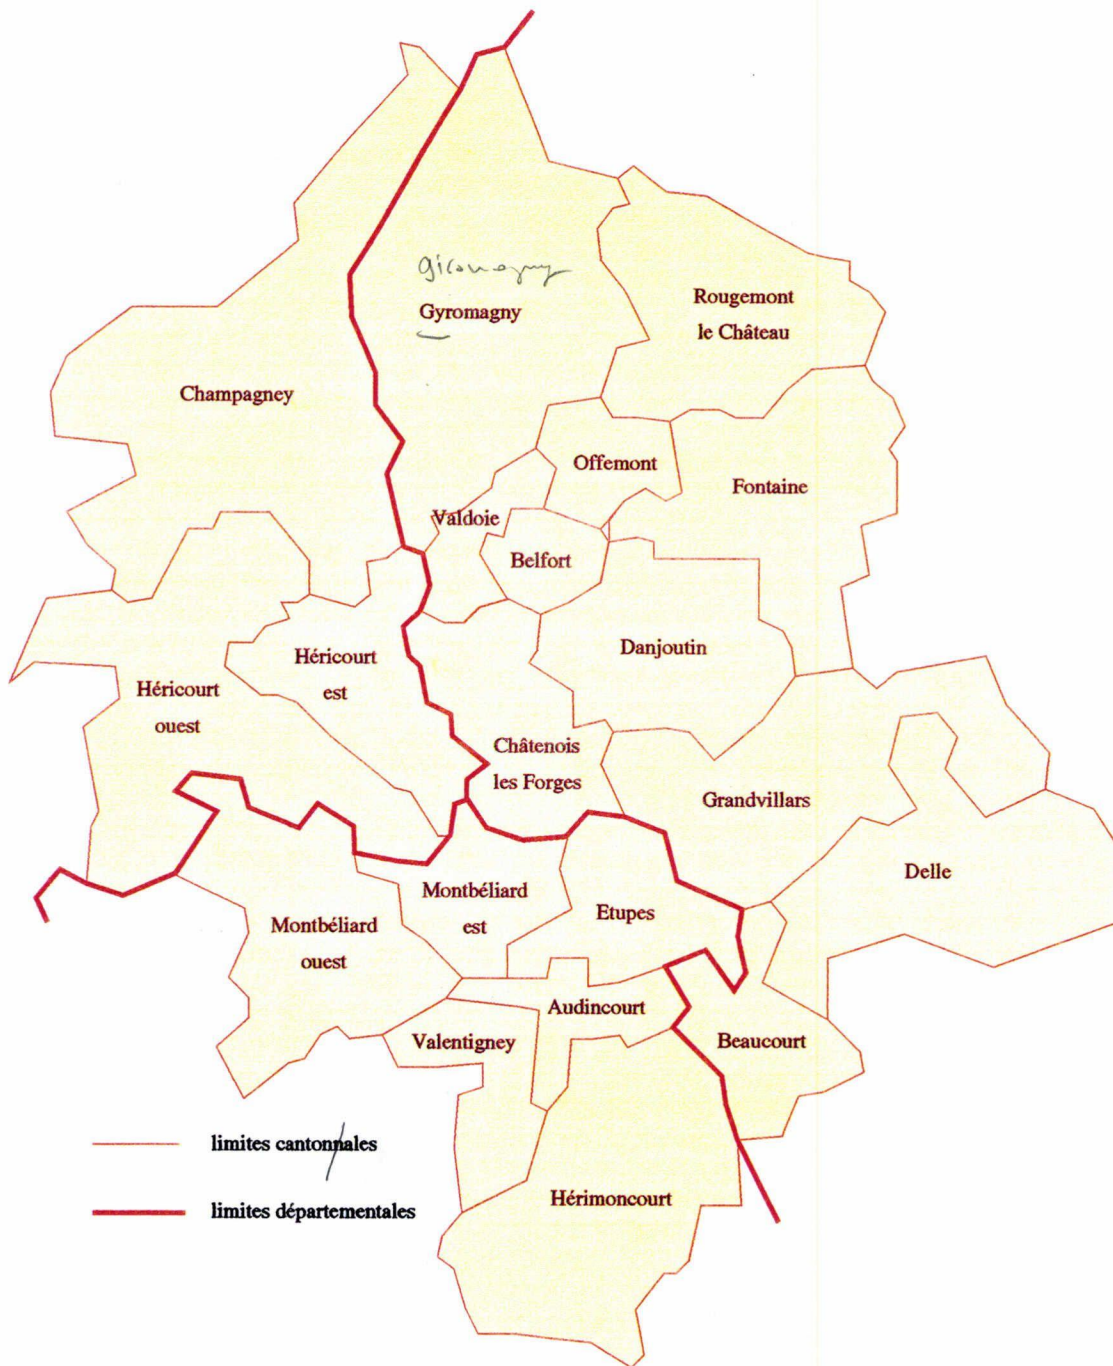 Gyromagny
Rougemont
le Château
Champagney
Offemont
Fontaine
Valdoie
Belfort
Héricourt
est
Danjoutin
Héricourt
ouest
Châtenois
les Forges
Grandvillars
Delle
Montbéliard
est
Etupes
Montbéliard
ouest
Audincourt
Valentigney
Beaucourt
limites cantonnales
Hérimoncourt
limites départementales